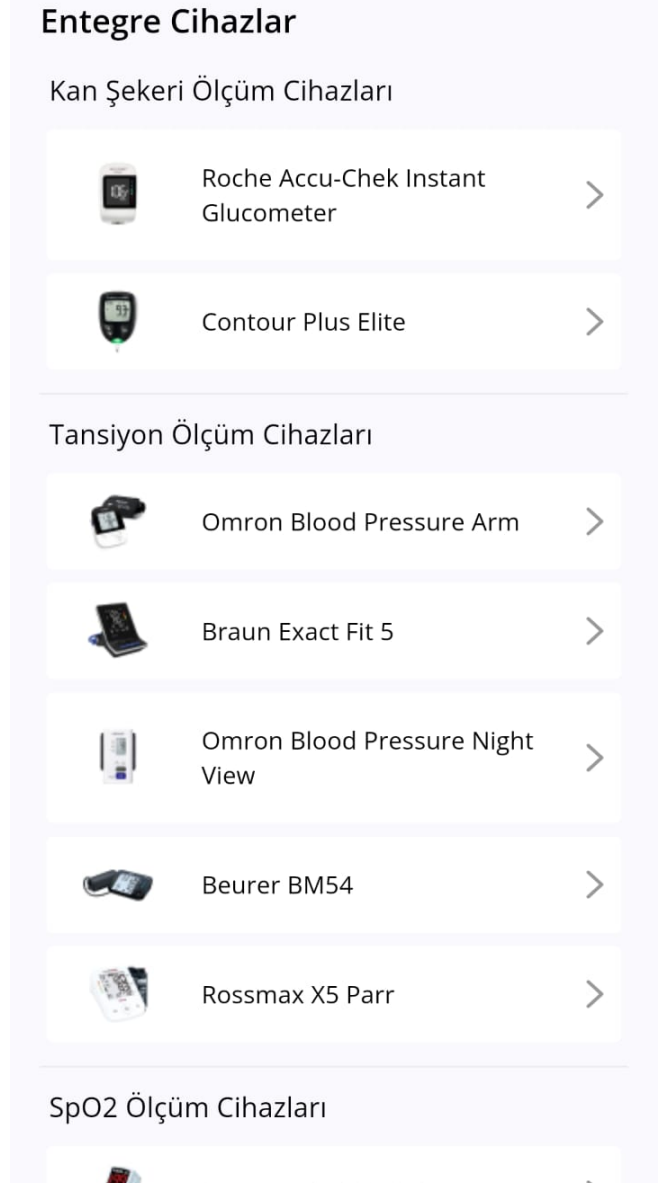 Entegre Cihazlar
Kan Şekeri Ölçüm Cihazları
Roche Accu-Chek Instant
Glucometer
Contour Plus Elite
Tansiyon Ölçüm Cihazları
Omron Blood Pressure Arm
Braun Exact Fit 5
Omron Blood Pressure Night
View
Beurer BM54
Rossmax X5 Parr
SpO2 Ölçüm Cihazları